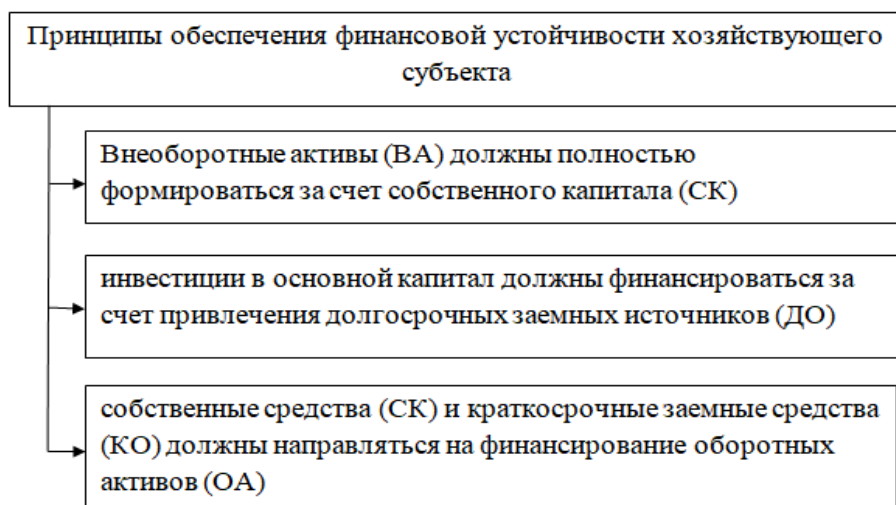 Принципы обеспечения финансовой устойчивости хозяйствующего
субъекта
Внеоборотные активы (ВА) должны полностью
формироваться за счет собственного капитала (СК)
инвестиции в основной капитал должны финансироваться за
счет привлечения долгосрочных заемных источников (ДО)
собственные средства (СК) и краткосрочные заемные средства
(КО) должны направляться на финансирование оборотных
активов (ОА)